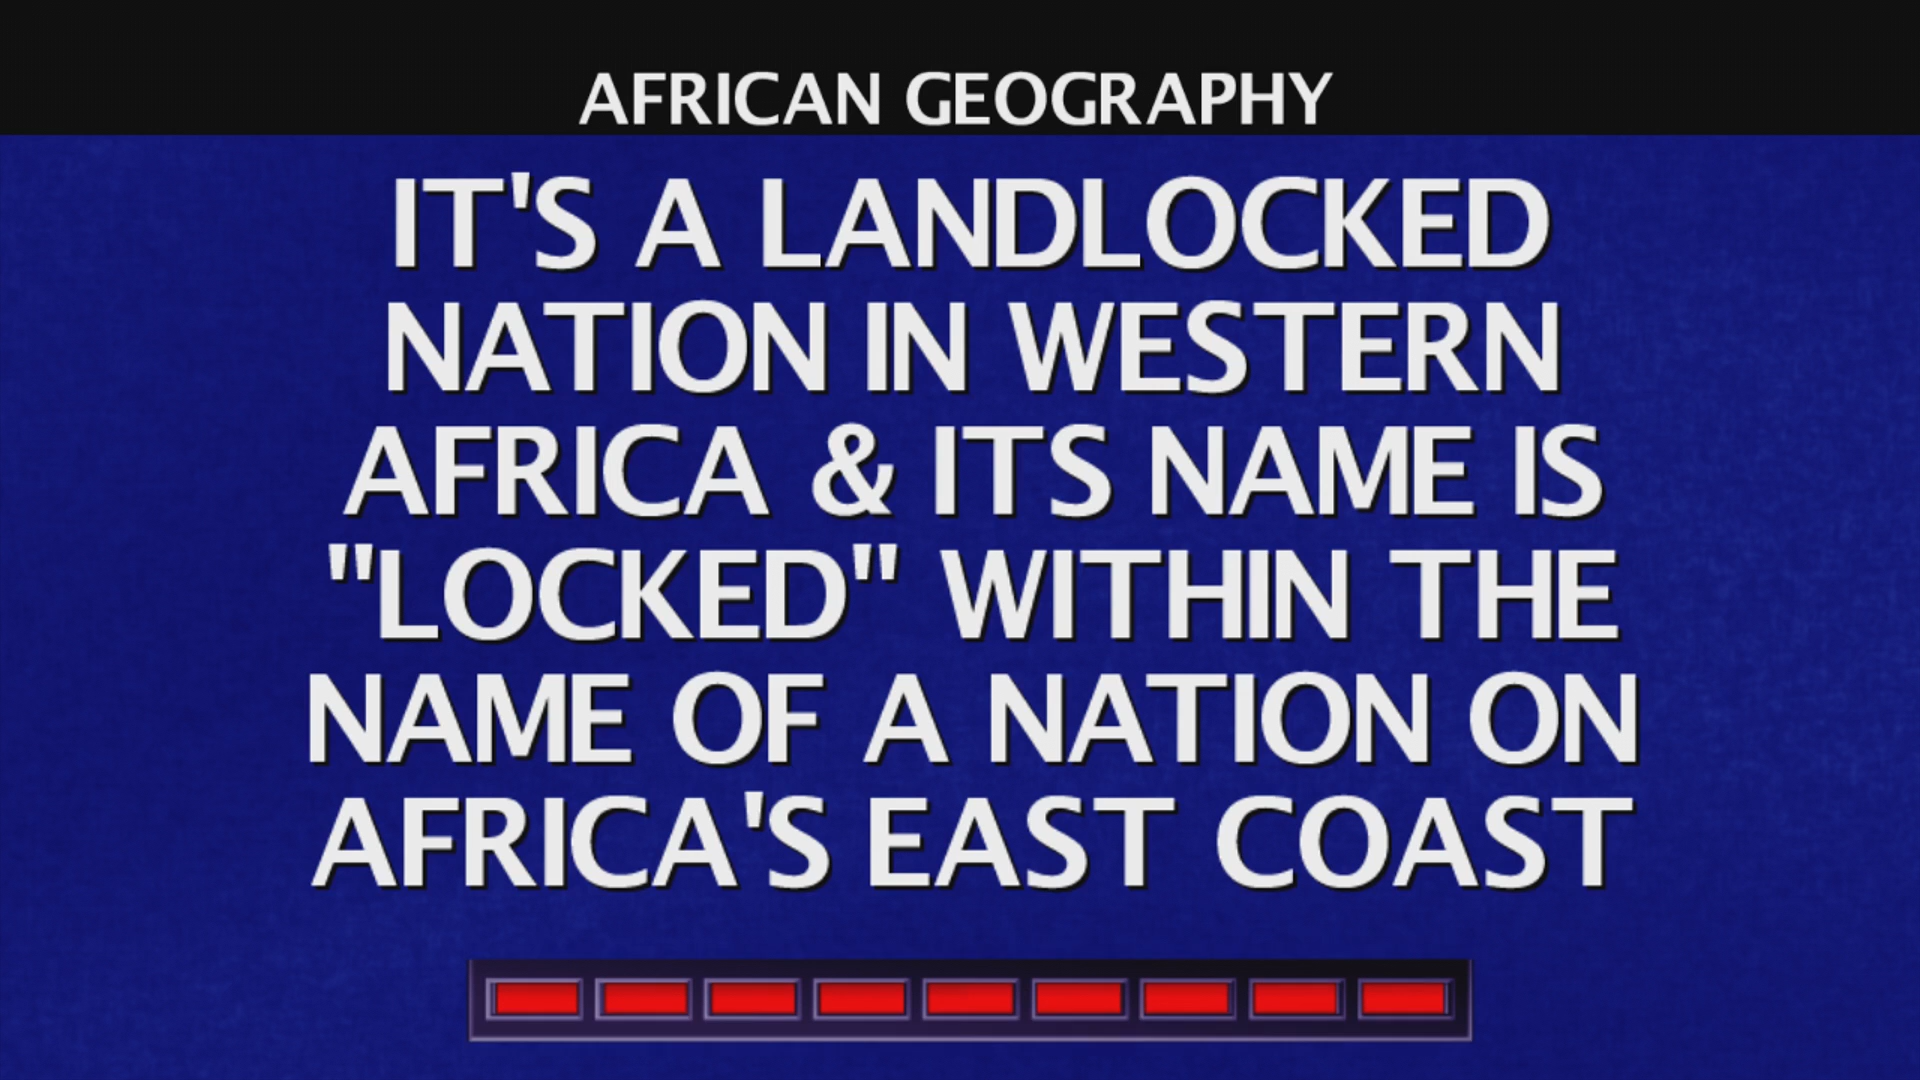 AFRICAN GEOGRAPHY
IT'S A LANDLOCKED
NATION IN WESTERN
AFRICA & ITS NAME IS
"LOCKED" WITHIN THE
NAME OF A NATION ON
AFRICA'S EAST COAST